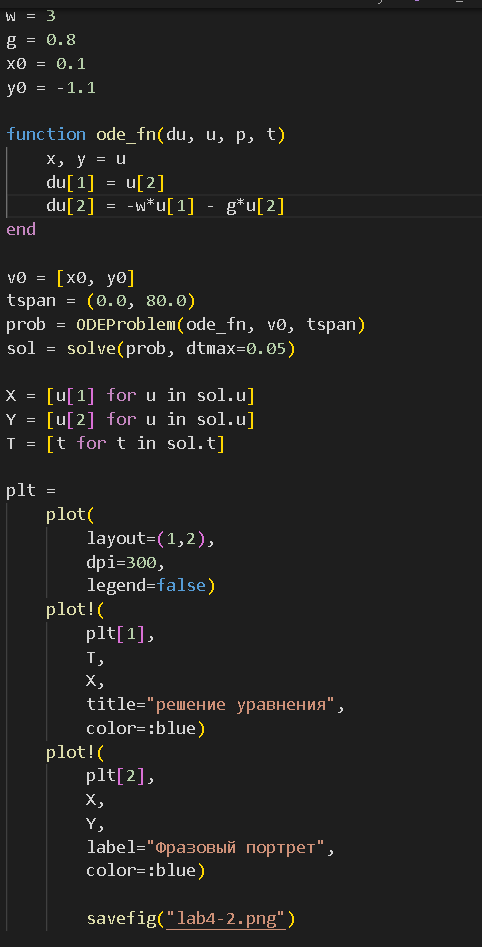 w = 3
g = 0.8
x0 = 0.1
y0 = -1.1
function ode_fn(du, u, p, t)
x, y = u
du[1] = u[2]
du[2] = -w*u[1] - g*u[2]
end
v0 = [x0, y0]
tspan = (0.0, 80.0)
prob = ODEProblem(ode_fn, v0, tspan)
sol = solve(prob, dtmax=0.05)
X = [u[1] for u in sol.u]
Y = [u[2] for u in sol.u]
T = [t for t in sol.t]
plt =
plot(
layout=(1,2),
dpi=300,
legend=false)
plot!(
plt[1],
T,
X,
title="решение уравнения",
color=:blue)
plot!(
plt[2],
X,
Y,
label="Фразовый портрет",
color=:blue)
savefig("lab4-2.png")